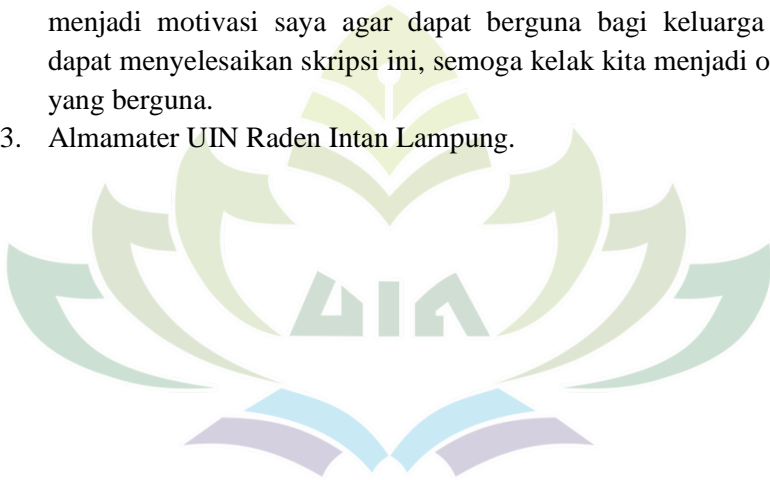 menjadi motivasi saya agar dapat berguna bagi keluarga
dapat menyelesaikan skripsi ini, semoga kelak kita menjadi
yang berguna.
3. Almamater UIN Raden Intan Lampung.
UIN